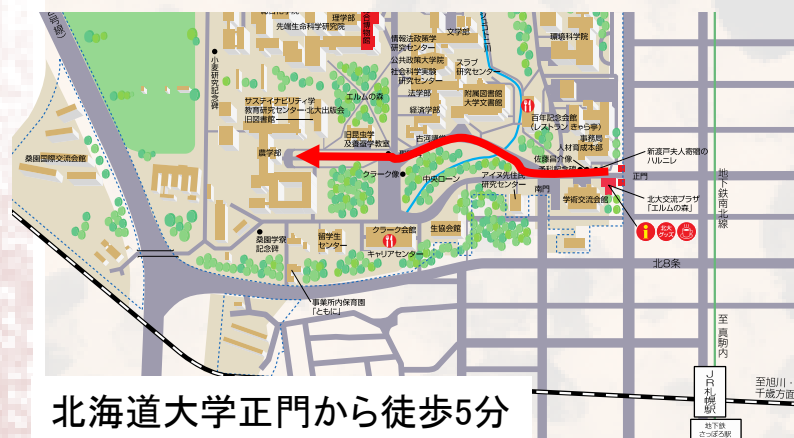 理学部
先端生命科学研究院
小麦研究記念碑
サステイナビリティ学
教育研究センター・北大出版会
旧図書館
エルムの森
情報法政策学
研究センター
公共政策大学院
社会科学実験
研究センター
法学部
経済学部
文学部
スラブ
研究センター
附属図書館
大学文書館
環境科学院
百年記念会館
(レストラン きゃら亭)
事務局
人材育成本部
佐藤昌介像
新渡戸夫人寄贈の
ハルニレ
正門
北大交流プラザ
「エルムの森」
地下鉄南北線
桑園国際交流会館
農学部
旧昆虫学
及養蚕学教室
クラーク像
中央ローン
アイヌ先住民
研究センター
南門
学術交流会館
北大
グッズ
桑園学寮
記念碑
留学生
センター
クラーク会館
キャリアセンター
生協会館
北8条
事業所内保育園
「ともに」
至 真駒内
JR札幌駅
至旭川・
千歳方面
地下鉄
さっぽろ駅
北海道大学正門から徒歩5分